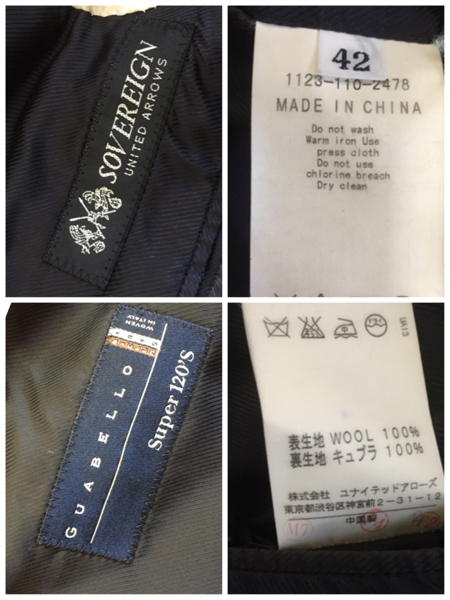 SOVEREIGN
UNITED ARROWS
42
1123-110-2478
MADE IN CHINA
Do not wash
Warm iron Use
press cloth
Do not use
chlorine breach
Dry clean
WOVEN
IN ITALY
GUABELLO
Super 120'S
表生地 WOOL 100%
裏生地 キュプラ 100%
株式会社 ユナイテッドアローズ
東京都渋谷区神宮前2-31-12
中国製
M7